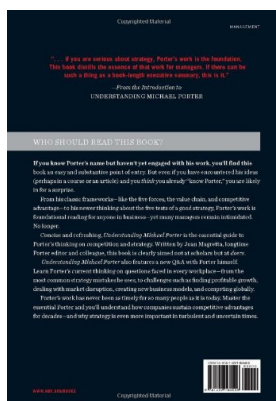 Copyrighted Material
MANAGEMENT
". . . if you are serious about strategy, Porter's work is the foundation.
This book distills the essence of that work for managers. If there can be
such a thing as a book-length executive summary, this is it."
—From the Introduction to
UNDERSTANDING MICHAEL PORTER
WHO SHOULD READ THIS BOOK?
If you know Porter's name but haven't yet engaged with his work, you'll find this
book an easy and substantive point of entry. But even if you have encountered his ideas
(perhaps in a course or an article) and you think you already "know Porter," you are likely
in for a surprise.
From his classic frameworks—like the five forces, the value chain, and competitive
advantage—to his newer thinking about the five tests of a good strategy, Porter's work is
foundational reading for anyone in business—yet many managers remain intimidated.
No longer.
Concise and refreshing, Understanding Michael Porter is the essential guide to
Porter's thinking on competition and strategy. Written by Joan Magretta, longtime
Porter editor and colleague, this book is clearly aimed not at scholars but at doers.
Understanding Michael Porter also features a new Q&A with Porter himself.
Learn Porter's current thinking on questions faced in every workplace—from the
most common strategy mistakes he sees, to challenges such as finding profitable growth,
dealing with market disruption, creating new business models, and competing globally.
Porter's work has never been as timely for so many people as it is today. Master the
essential Porter and you'll understand how companies sustain competitive advantages
for decades—and why strategy is even more important in turbulent and uncertain times.
Copyrighted Material